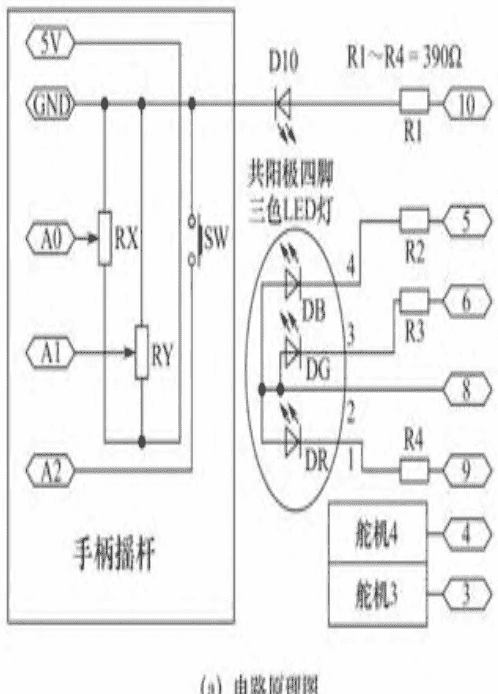 5V
D10
R1~R4=390Ω
GND
10
R1
共阳极四脚
三色LED灯
A0
RX
SW
5
R2
4
DB
6
R3
3
A1
RY
DG
8
2
R4
DR
1
A2
9
舵机4
4
手柄摇杆
舵机3
3
(a) 电路原理图